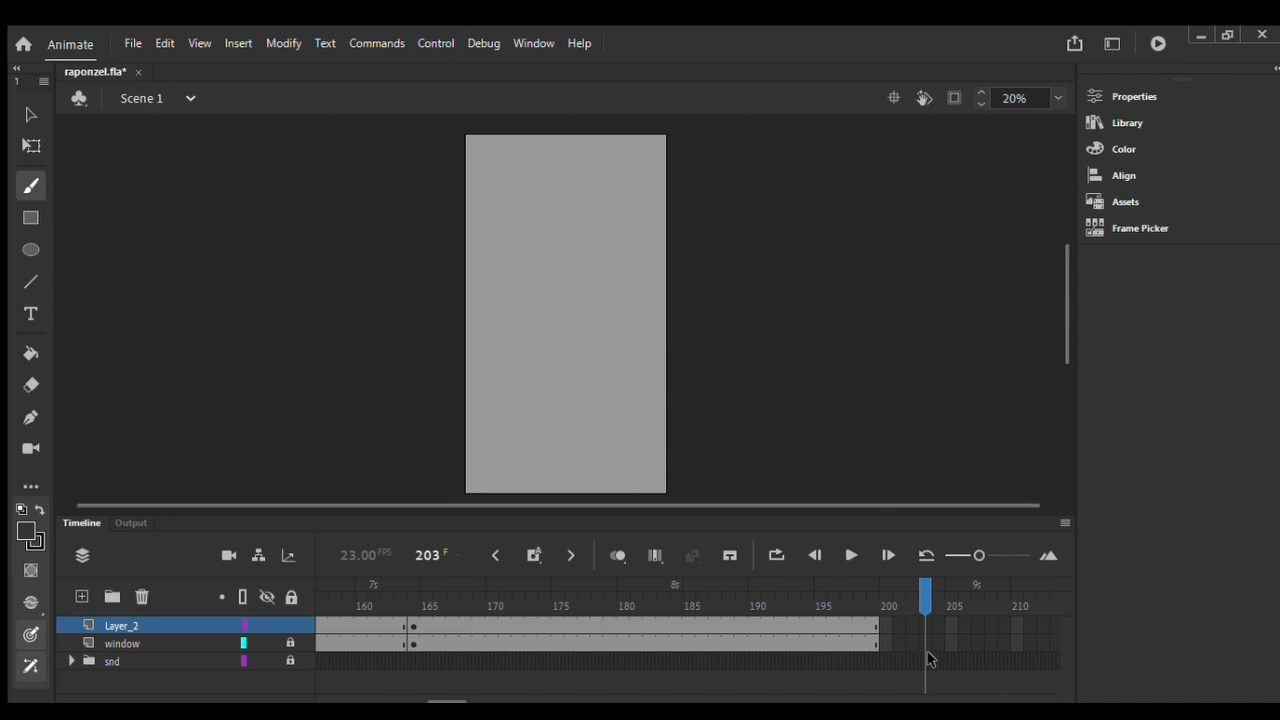 Animate File Edit View Insert Modify Text Commands Control Debug Window Help
raponzel.fla* ×
Scene 1 20%
Properties
Library
Color
Align
Assets
Frame Picker
T
Timeline Output
23.00 FPS 203 F
7s 8s 9s
160 165 170 175 180 185 190 195 200 205 210
Layer_2
window
snd